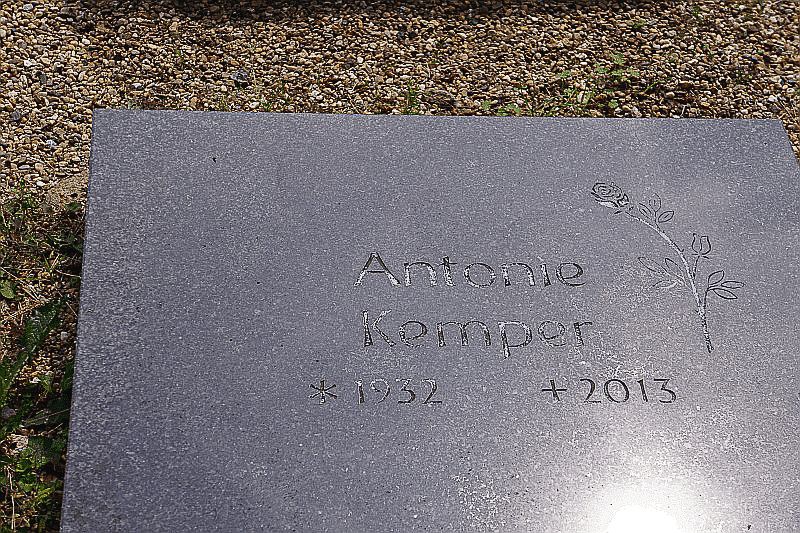 Antonie
Kemper
* 1932 + 2013